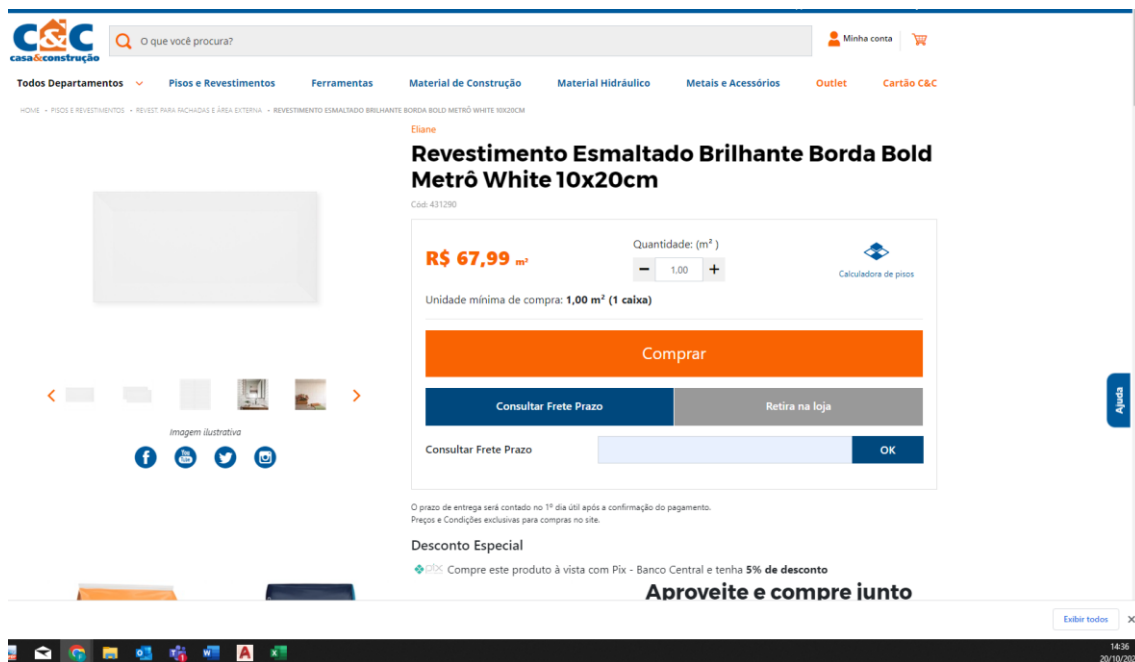 C&C
casa&construção
O que você procura?
Minha conta
Todos Departamentos
Pisos e Revestimentos
Ferramentas
Material de Construção
Material Hidráulico
Metais e Acessórios
Outlet
Cartão C&C
HOME • PISOS E REVESTIMENTOS • REVEST. PARA FACHADAS E ÁREA EXTERNA • REVESTIMENTO ESMALTADO BRILHANTE BORDA BOLD METRÔ WHITE 10X20CM
Eliane
Revestimento Esmaltado Brilhante Borda Bold
Metrô White 10x20cm
Cód: 431290
R$ 67,99 m²
Quantidade: (m²)
− 1,00 +
Calculadora de pisos
Unidade mínima de compra: 1,00 m² (1 caixa)
Comprar
Consultar Frete Prazo
Retira na loja
Ajuda
Imagem ilustrativa
You Tube
Consultar Frete Prazo
OK
O prazo de entrega será contado no 1º dia útil após a confirmação do pagamento.
Preços e Condições exclusivas para compras no site.
Desconto Especial
pix Compre este produto à vista com Pix - Banco Central e tenha 5% de desconto
Aproveite e compre junto
Exibir todos
14:36